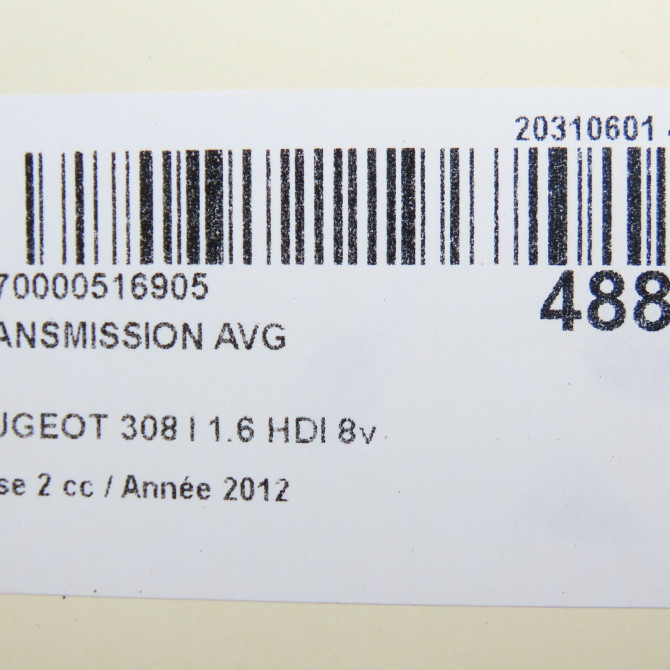 20310601
70000516905
488
ANSMISSION AVG
UGEOT 308 I 1.6 HDI 8v
se 2 cc / Année 2012